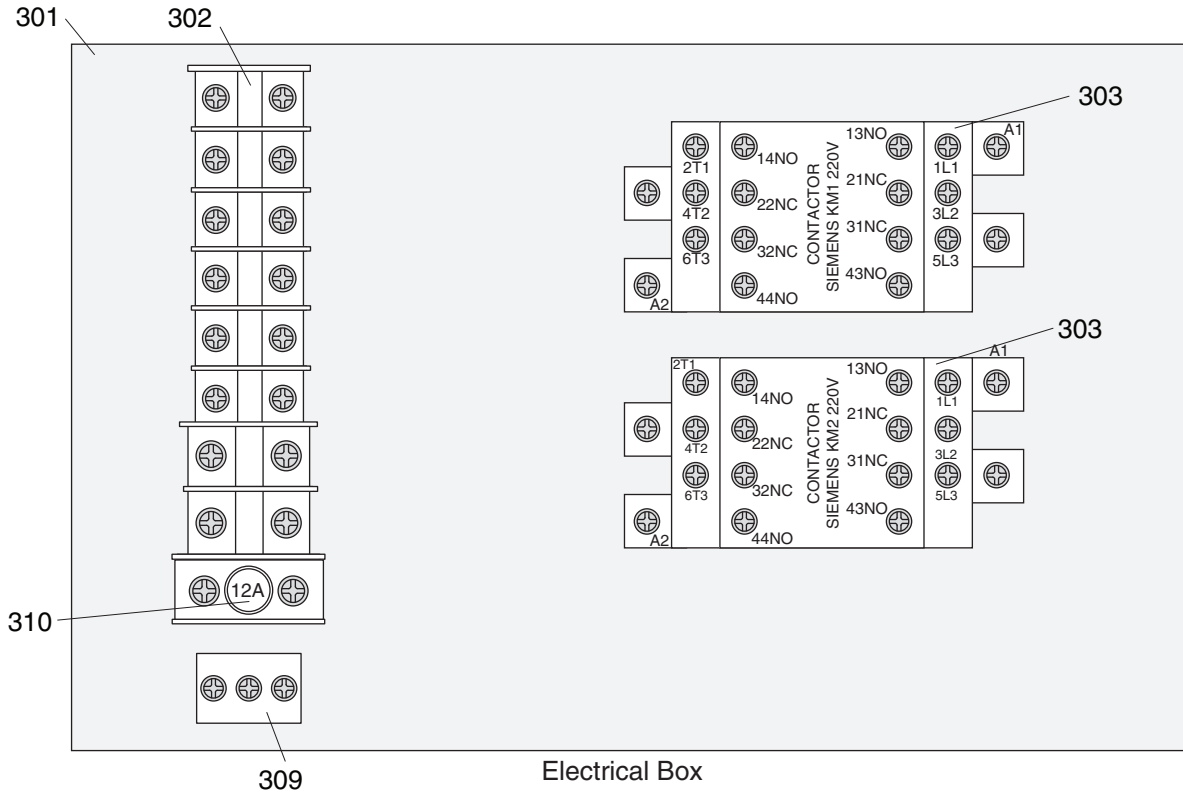 301
302
303
A1
13NO
14NO
2T1
1L1
21NC
22NC
4T2
3L2
31NC
32NC
6T3
5L3
43NO
44NO
A2
CONTACTOR
SIEMENS KM1 220V
303
A1
2T1
13NO
14NO
1L1
21NC
22NC
4T2
3L2
31NC
32NC
6T3
5L3
43NO
44NO
A2
CONTACTOR
SIEMENS KM2 220V
12A
310
309
Electrical Box